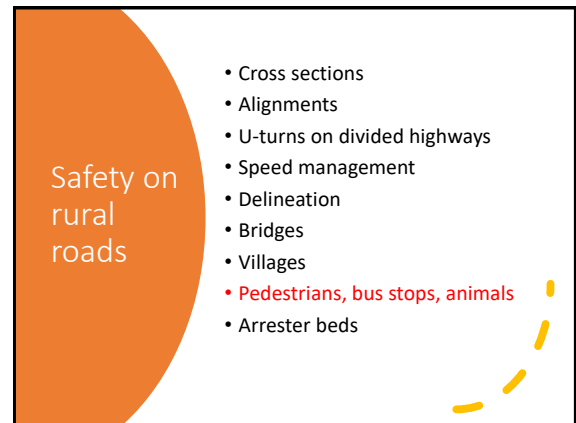 Safety on
rural
roads
• Cross sections
• Alignments
• U-turns on divided highways
• Speed management
• Delineation
• Bridges
• Villages
• Pedestrians, bus stops, animals
• Arrester beds